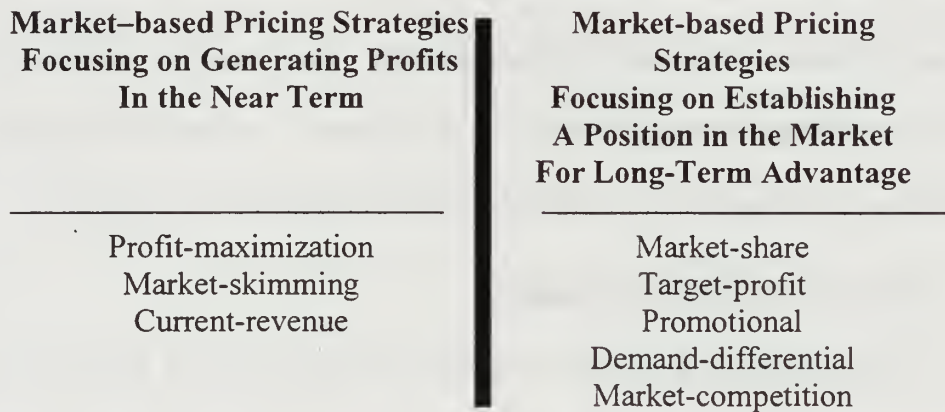 Market–based Pricing Strategies
Focusing on Generating Profits
In the Near Term
Profit-maximization
Market-skimming
Current-revenue
Market-based Pricing
Strategies
Focusing on Establishing
A Position in the Market
For Long-Term Advantage
Market-share
Target-profit
Promotional
Demand-differential
Market-competition